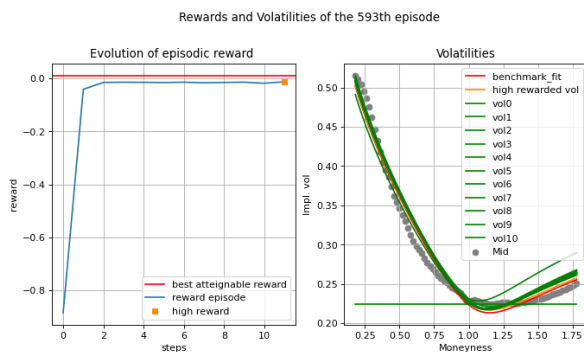 Rewards and Volatilities of the 593th episode
Evolution of episodic reward
0.0
−0.2
−0.4
−0.6
−0.8
reward
0
2
4
6
8
10
steps
best atteignable reward
reward episode
high reward
Volatilities
0.50
0.45
0.40
0.35
0.30
0.25
0.20
Impl. vol
0.25
0.50
0.75
1.00
1.25
1.50
1.75
Moneyness
benchmark_fit
high rewarded vol
vol0
vol1
vol2
vol3
vol4
vol5
vol6
vol7
vol8
vol9
vol10
Mid